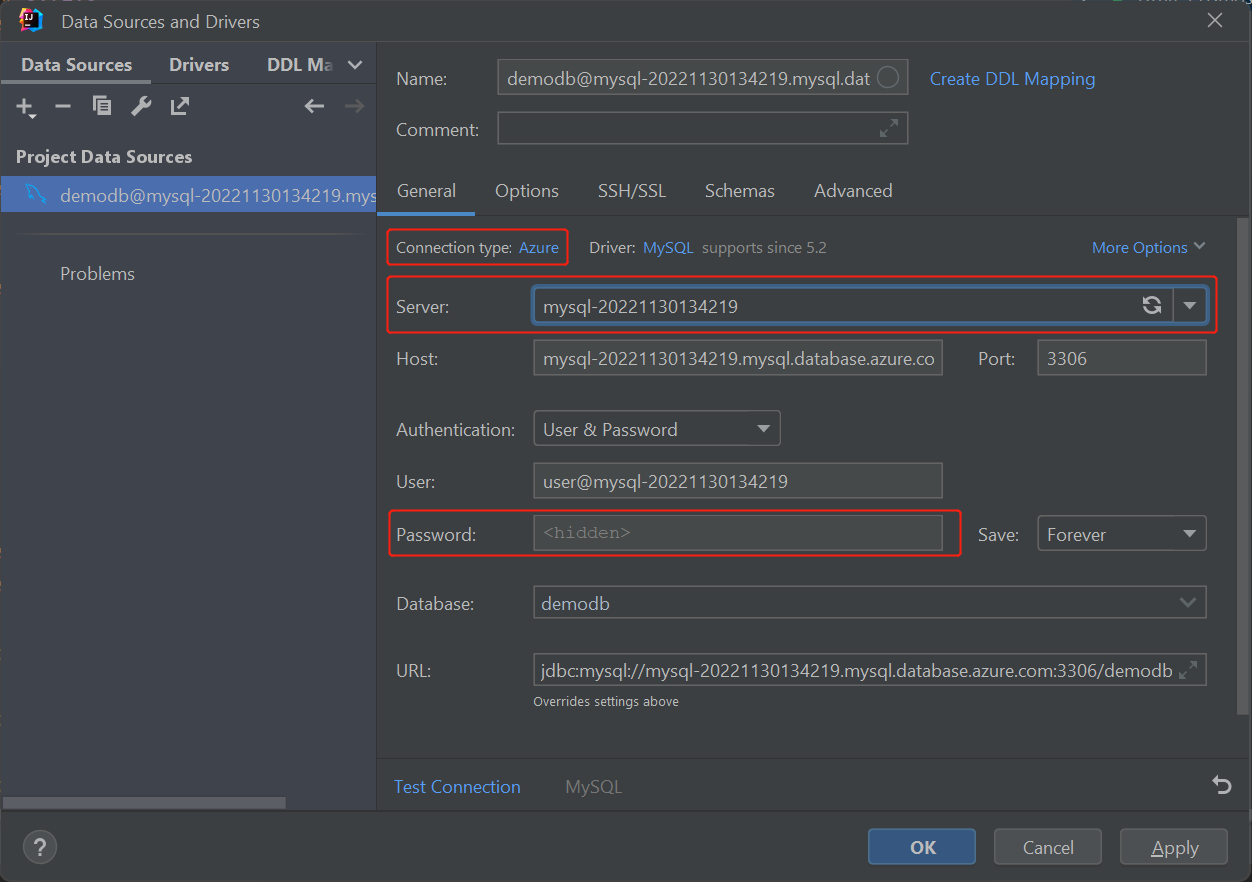 Data Sources and Drivers
Data Sources Drivers DDL Ma
Project Data Sources
demodb@mysql-20221130134219.mys
Problems
Name: demodb@mysql-20221130134219.mysql.dat Create DDL Mapping
Comment:
General Options SSH/SSL Schemas Advanced
Connection type: Azure Driver: MySQL supports since 5.2 More Options
Server: mysql-20221130134219
Host: mysql-20221130134219.mysql.database.azure.co Port: 3306
Authentication: User & Password
User: user@mysql-20221130134219
Password: <hidden> Save: Forever
Database: demodb
URL: jdbc:mysql://mysql-20221130134219.mysql.database.azure.com:3306/demodb
Overrides settings above
Test Connection MySQL
? OK Cancel Apply